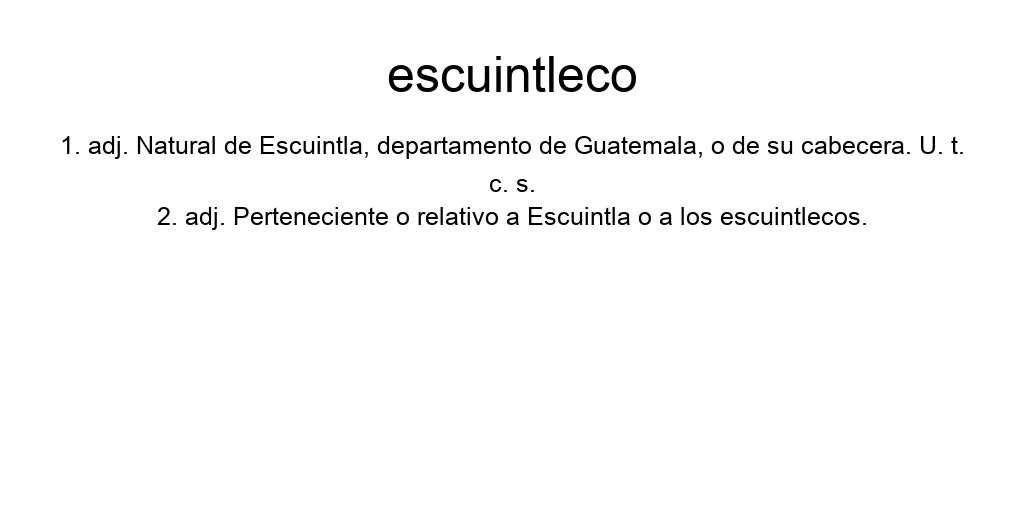 escuintleco
1. adj. Natural de Escuintla, departamento de Guatemala, o de su cabecera. U. t.
c. s.
2. adj. Perteneciente o relativo a Escuintla o a los escuintlecos.